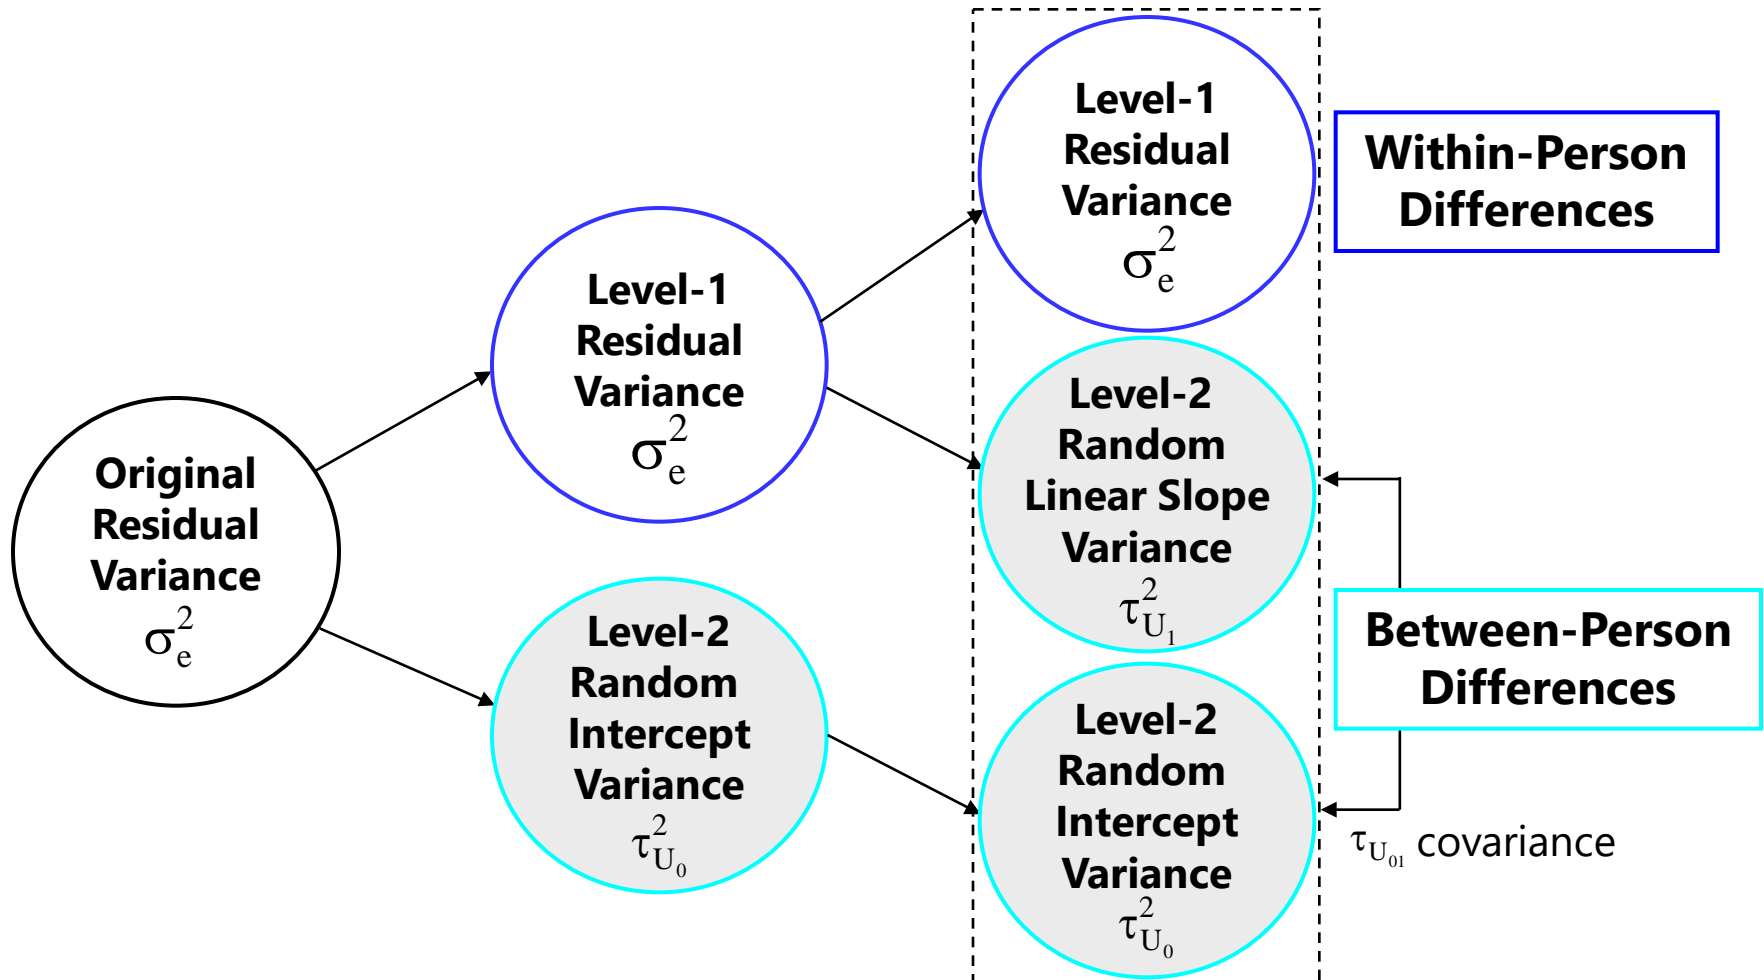 Original
Residual
Variance
σ²ₑ
Level-1
Residual
Variance
σ²ₑ
Level-2
Random
Intercept
Variance
τ²U₀
Level-1
Residual
Variance
σ²ₑ
Level-2
Random
Linear Slope
Variance
τ²U₁
Level-2
Random
Intercept
Variance
τ²U₀
Within-Person
Differences
Between-Person
Differences
τU₀₁ covariance